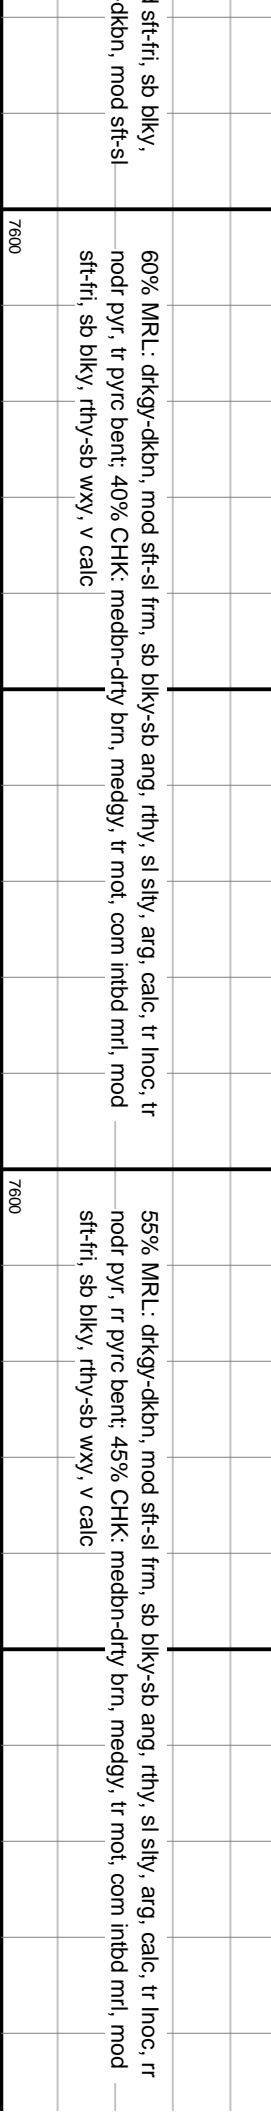 d sft-fri, sb blky,
dkbn, mod sft-sl
7600
60% MRL: drkgy-dkbn, mod sft-sl frm, sb blky-sb ang, rthy, sl slty, arg, calc, tr Inoc, tr
nodr pyr, tr pyrc bent; 40% CHK: medbn-drty brn, medgy, tr mot, com intbd mrl, mod
sft-fri, sb blky, rthy-sb wxy, v calc
7600
55% MRL: drkgy-dkbn, mod sft-sl frm, sb blky-sb ang, rthy, sl slty, arg, calc, tr Inoc, rr
nodr pyr, rr pyrc bent; 45% CHK: medbn-drty brn, medgy, tr mot, com intbd mrl, mod
sft-fri, sb blky, rthy-sb wxy, v calc